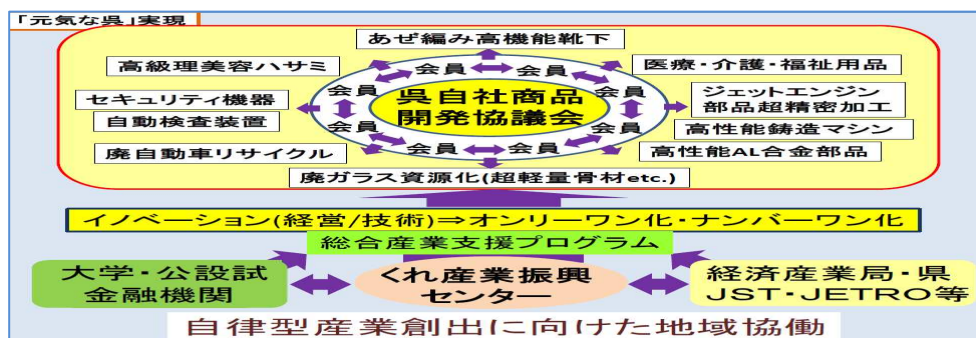 「元気な呉」実現
あぜ編み高機能靴下
高級理美容ハサミ
会員
会員
医療・介護・福祉用品
セキュリティ機器
自動検査装置
会員
呉自社商品
開発協議会
会員
ジェットエンジン
部品超精密加工
会員
会員
高性能鋳造マシン
廃自動車リサイクル
会員
会員
高性能AL合金部品
廃ガラス資源化(超軽量骨材etc.)
イノベーション(経営/技術)⇒オンリーワン化・ナンバーワン化
総合産業支援プログラム
大学・公設試
金融機関
くれ産業振興
センター
経済産業局・県
JST・JETRO等
自律型産業創出に向けた地域協働